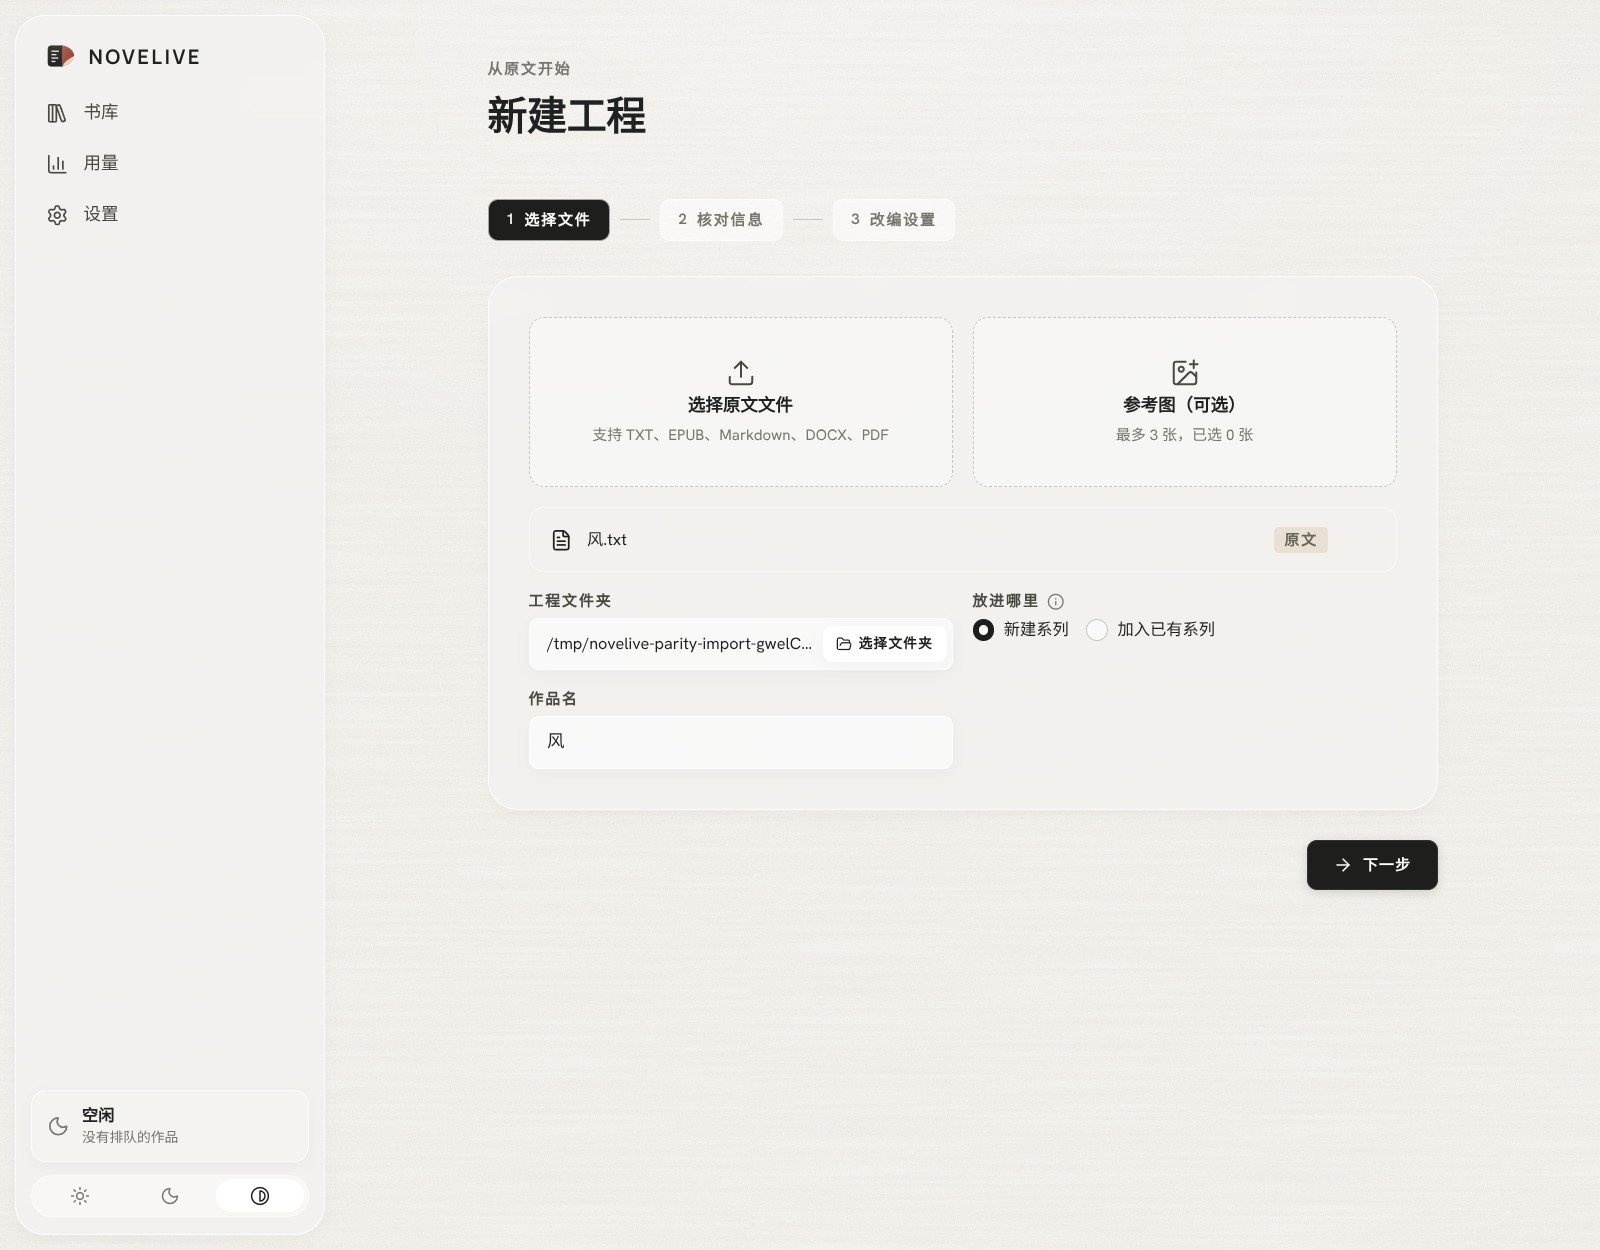 NOVELIVE
书库
用量
设置
空闲
没有排队的作品
从原文开始
新建工程
1 选择文件
2 核对信息
3 改编设置
选择原文文件
支持 TXT、EPUB、Markdown、DOCX、PDF
参考图（可选）
最多 3 张，已选 0 张
风.txt
原文
工程文件夹
/tmp/novelive-parity-import-gwelC...
选择文件夹
放进哪里
新建系列
加入已有系列
作品名
风
下一步